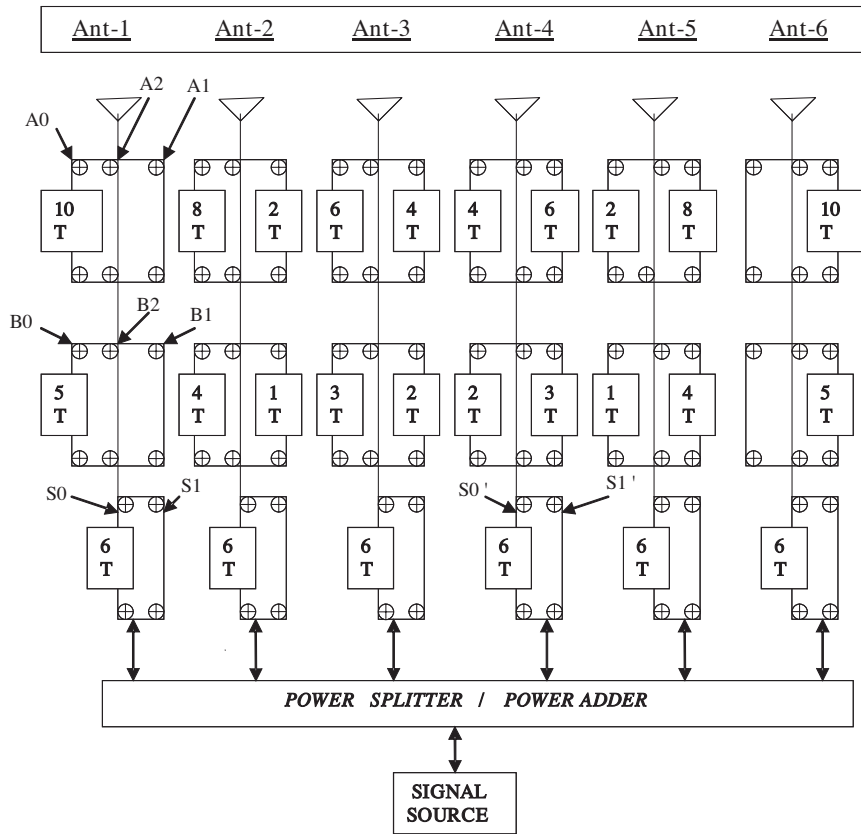 Ant-1 Ant-2 Ant-3 Ant-4 Ant-5 Ant-6
A0 A2 A1
10 T 8 T 2 T 6 T 4 T 4 T 6 T 2 T 8 T 10 T
B0 B2 B1
5 T 4 T 1 T 3 T 2 T 2 T 3 T 1 T 4 T 5 T
S0 S1 S0 ' S1 '
6 T 6 T 6 T 6 T 6 T 6 T
POWER SPLITTER / POWER ADDER
SIGNAL
SOURCE